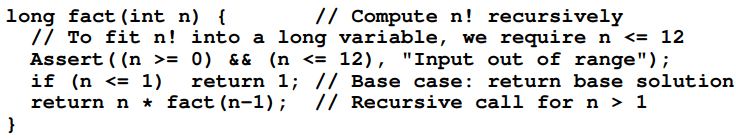 long fact(int n) {        // Compute n! recursively
  // To fit n! into a long variable, we require n <= 12
  Assert((n >= 0) && (n <= 12), "Input out of range");
  if (n <= 1)  return 1; // Base case: return base solution
  return n * fact(n-1);  // Recursive call for n > 1
}